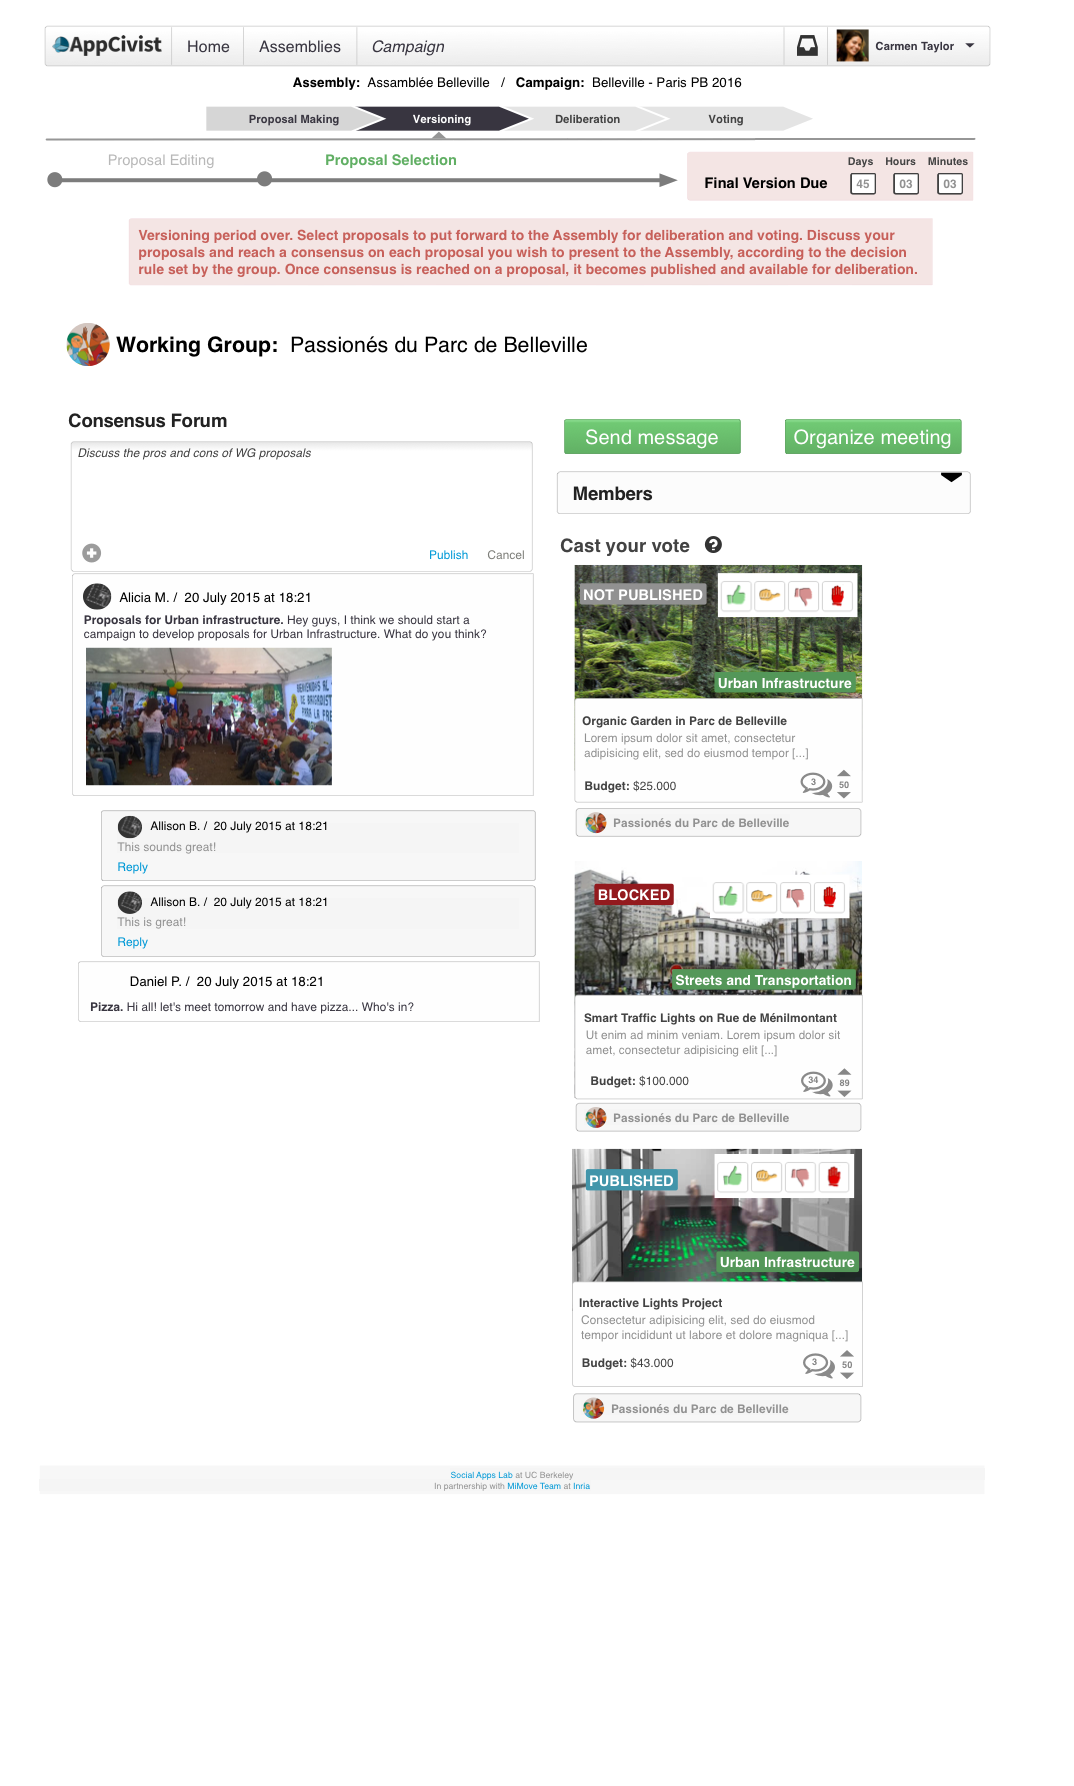 AppCivist Home Assemblies Campaign Carmen Taylor
Assembly: Assamblée Belleville / Campaign: Belleville - Paris PB 2016
Proposal Making Versioning Deliberation Voting
Proposal Editing Proposal Selection
Days Hours Minutes
Final Version Due 45 03 03
Versioning period over. Select proposals to put forward to the Assembly for deliberation and voting. Discuss your
proposals and reach a consensus on each proposal you wish to present to the Assembly, according to the decision
rule set by the group. Once consensus is reached on a proposal, it becomes published and available for deliberation.
Working Group: Passionés du Parc de Belleville
Consensus Forum
Discuss the pros and cons of WG proposals
Publish Cancel
Alicia M. / 20 July 2015 at 18:21
Proposals for Urban infrastructure. Hey guys, I think we should start a
campaign to develop proposals for Urban Infrastructure. What do you think?
Allison B. / 20 July 2015 at 18:21
This sounds great!
Reply
Allison B. / 20 July 2015 at 18:21
This is great!
Reply
Daniel P. / 20 July 2015 at 18:21
Pizza. Hi all! let's meet tomorrow and have pizza... Who's in?
Send message Organize meeting
Members
Cast your vote ?
NOT PUBLISHED
Urban Infrastructure
Organic Garden in Parc de Belleville
Lorem ipsum dolor sit amet, consectetur
adipisicing elit, sed do eiusmod tempor [...]
Budget: $25.000 3 50
Passionés du Parc de Belleville
BLOCKED
Streets and Transportation
Smart Traffic Lights on Rue de Ménilmontant
Ut enim ad minim veniam. Lorem ipsum dolor sit
amet, consectetur adipisicing elit [...]
Budget: $100.000 34 89
Passionés du Parc de Belleville
PUBLISHED
Urban Infrastructure
Interactive Lights Project
Consectetur adipisicing elit, sed do eiusmod
tempor incididunt ut labore et dolore magniqua [...]
Budget: $43.000 3 50
Passionés du Parc de Belleville
Social Apps Lab at UC Berkeley
In partnership with MiMove Team at Inria